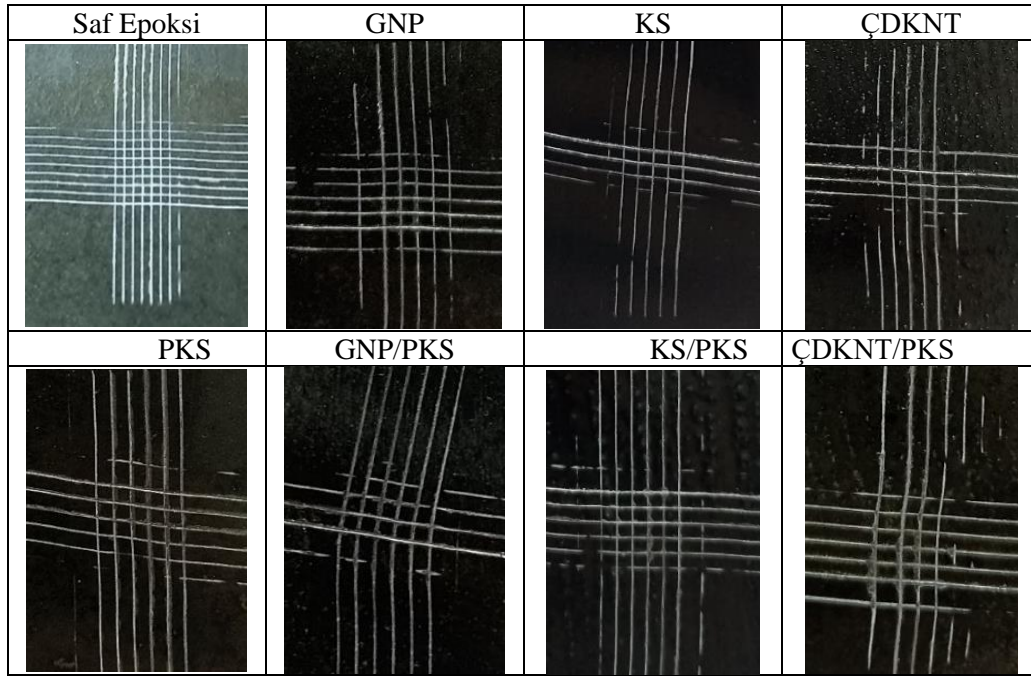 Saf Epoksi
GNP
KS
ÇDKNT
PKS
GNP/PKS
KS/PKS
ÇDKNT/PKS